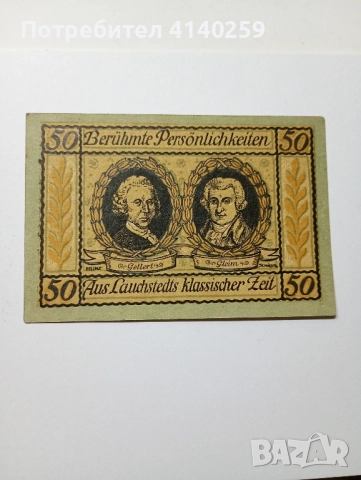 Потребител 4140259
50 Berühmte Persönlichkeiten 50
Gellert Gleim
50 Aus Lauchstedts klassischer Zeit 50
BAZAR